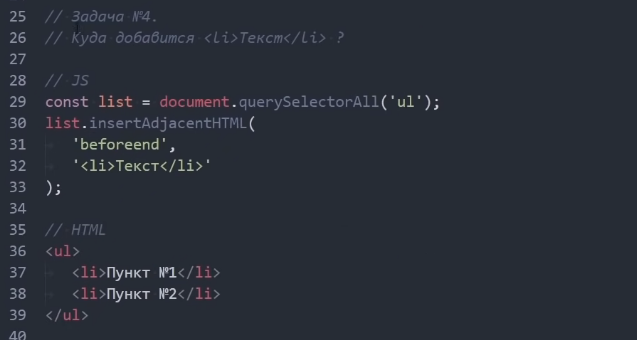 25 // Задача №4.
26 // Куда добавится <li>Текст</li> ?
27
28 // JS
29 const list = document.querySelectorAll('ul');
30 list.insertAdjacentHTML(
31 'beforeend',
32 '<li>Текст</li>'
33 );
34
35 // HTML
36 <ul>
37 <li>Пункт №1</li>
38 <li>Пункт №2</li>
39 </ul>
40